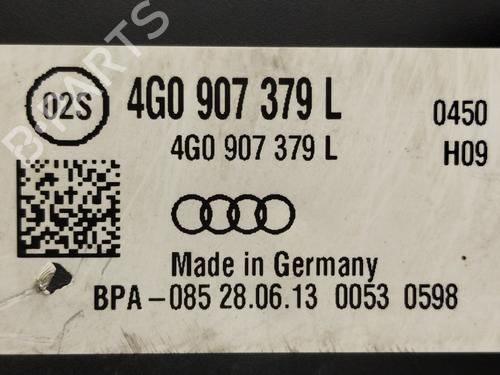 02S 4G0 907 379 L 0450
4G0 907 379 L H09
Made in Germany
BPA-085 28.06.13 0053 0598
B-PARTS